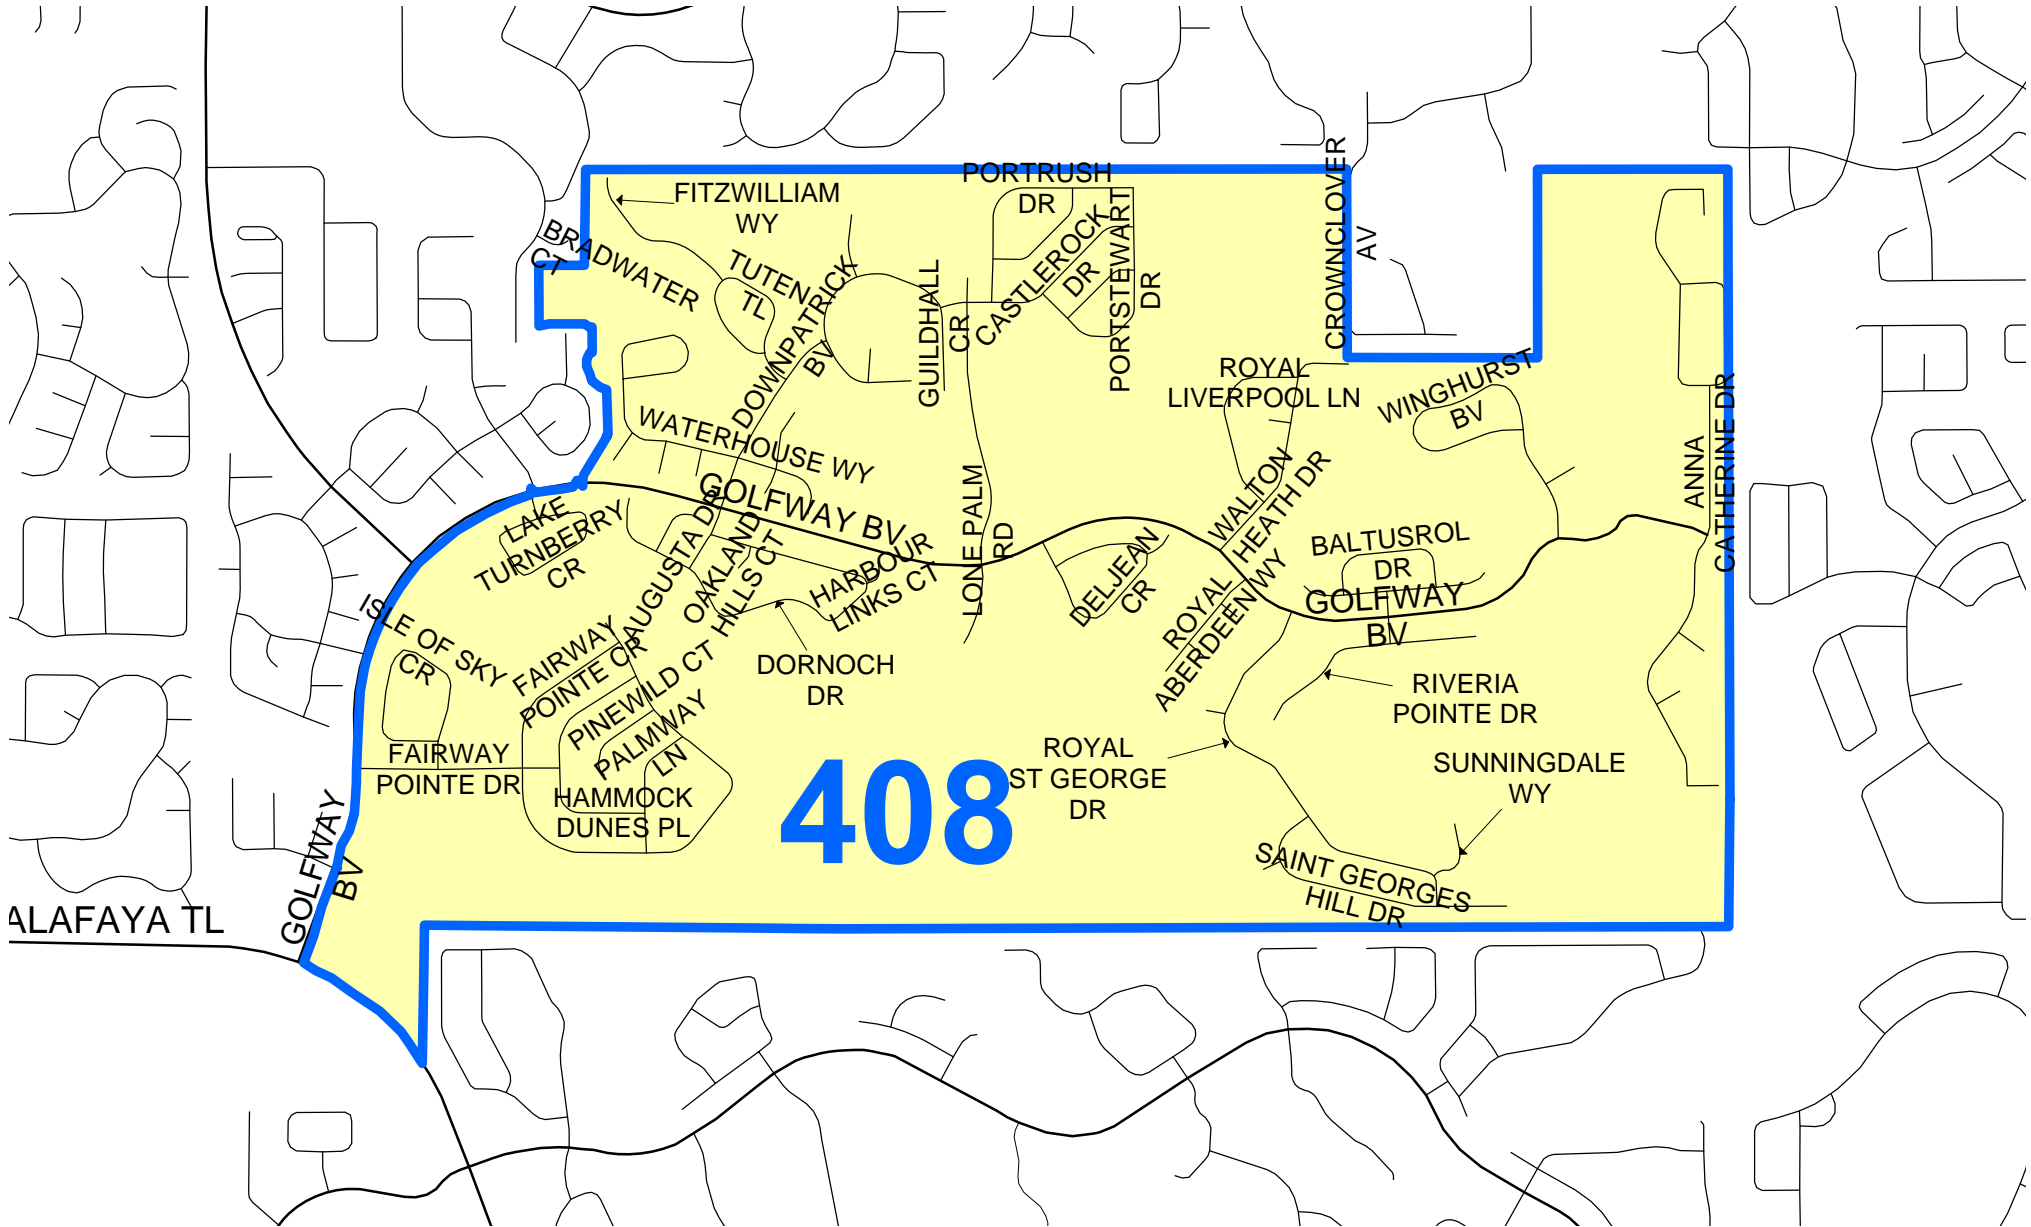 PORTRUSH
DR
FITZWILLIAM
WY
CROWNCLOVER
AV
BRADWATER
CT
TUTEN
TL
DOWNPATRICK
BV
GUILDHALL
CR
CASTLEROCK
DR
PORTSTEWART
DR
ROYAL
LIVERPOOL LN
WINGHURST
BV
ANNA
CATHERINE DR
WATERHOUSE WY
GOLFWAY BV
LONE PALM
RD
WALTON
HEATH DR
BALTUSROL
DR
LAKE
TURNBERRY
CR
AUGUSTA DR
OAKLAND
HILLS CT
HARBOUR
LINKS CT
DELJEAN
CR
ROYAL
ABERDEEN WY
GOLFWAY
BV
ISLE OF SKY
CR
FAIRWAY
POINTE CR
PINEWILD CT
DORNOCH
DR
RIVERIA
POINTE DR
PALMWAY
LN
FAIRWAY
POINTE DR
HAMMOCK
DUNES PL
408
ROYAL
ST GEORGE
DR
SUNNINGDALE
WY
SAINT GEORGES
HILL DR
GOLFWAY
BV
ALAFAYA TL